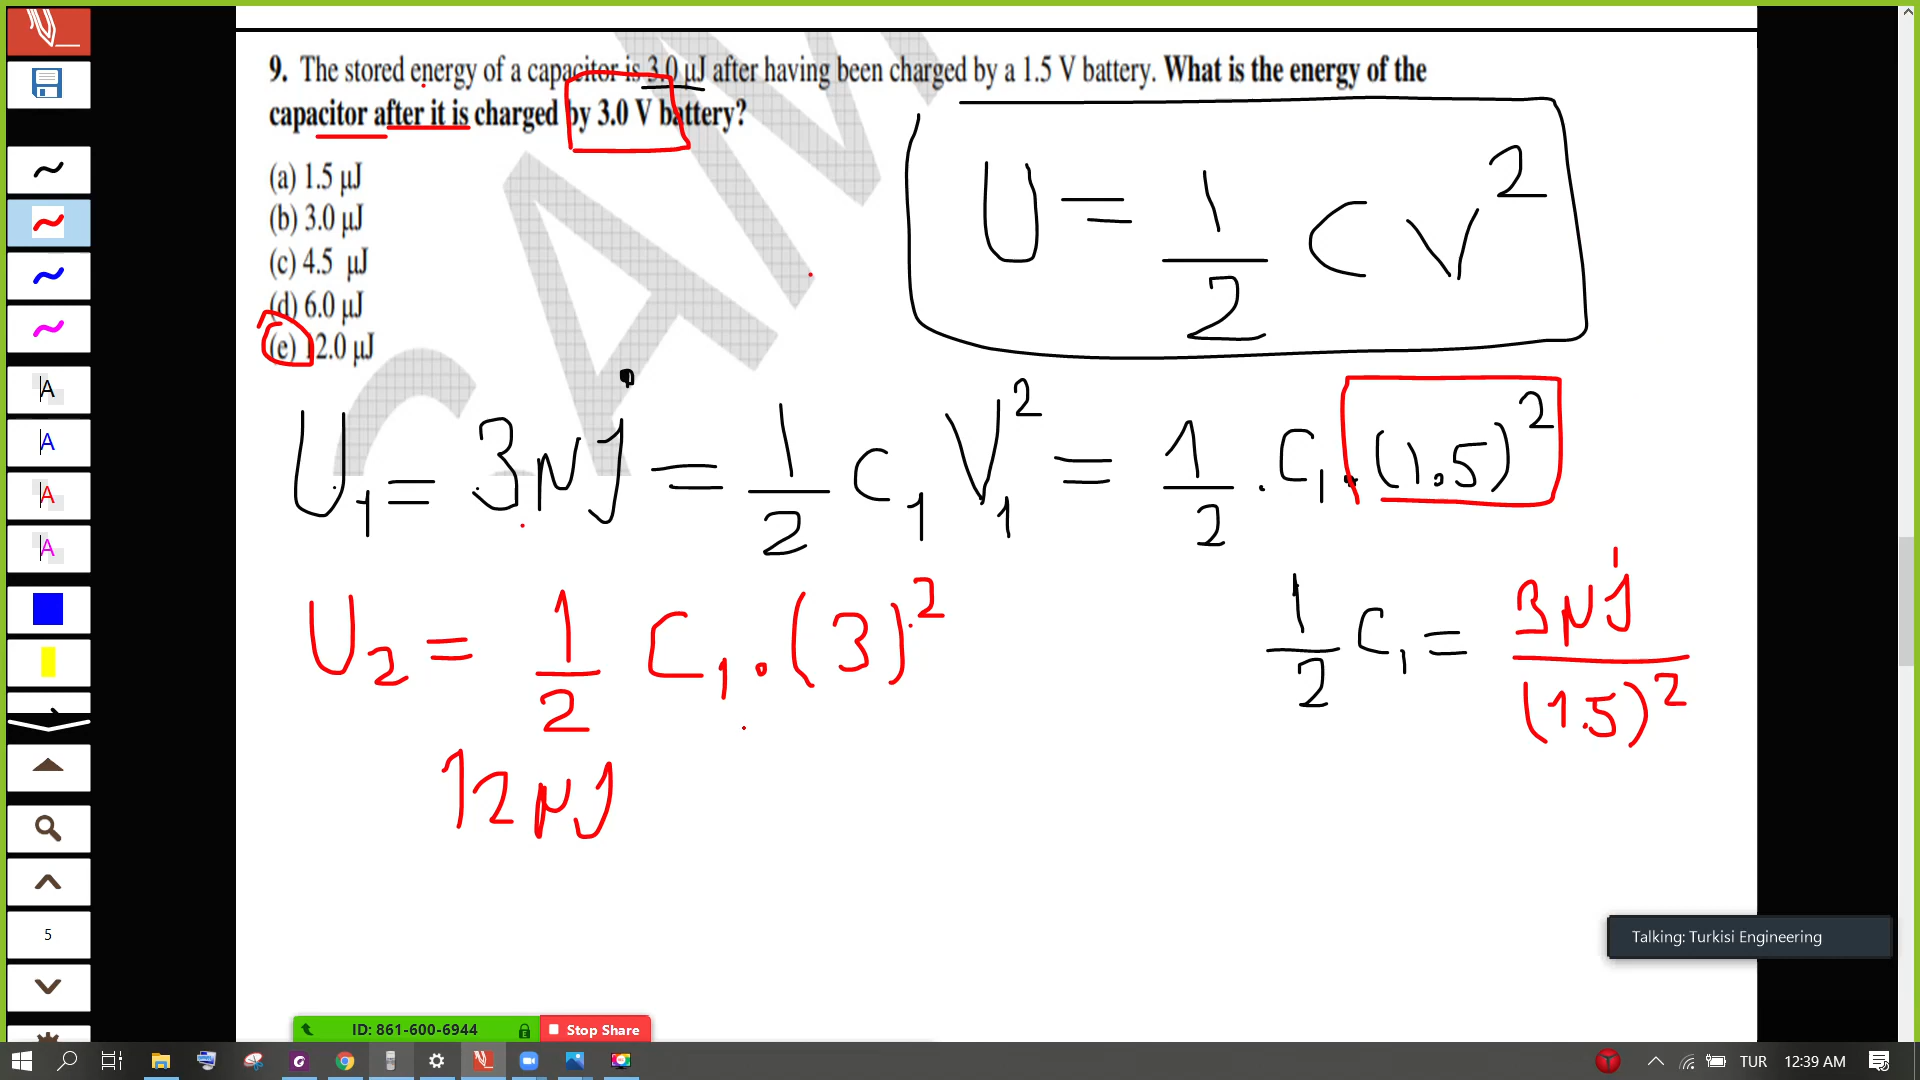 9. The stored energy of a capacitor is 3.0 µJ after having been charged by a 1.5 V battery. What is the energy of the
capacitor after it is charged by 3.0 V battery?
(a) 1.5 µJ
(b) 3.0 µJ
(c) 4.5 µJ
(d) 6.0 µJ
(e) 12.0 µJ
U = 1/2 C V²
U₁ = 3µJ = 1/2 C₁ V₁² = 1/2 . C₁ . (1.5)²
U₂ = 1/2 C₁ . (3)²
1/2 C₁ = 3µJ / (1.5)²
12µJ
A
A
A
A
5
Talking: Turkisi Engineering
ID: 861-600-6944
Stop Share
TUR
12:39 AM